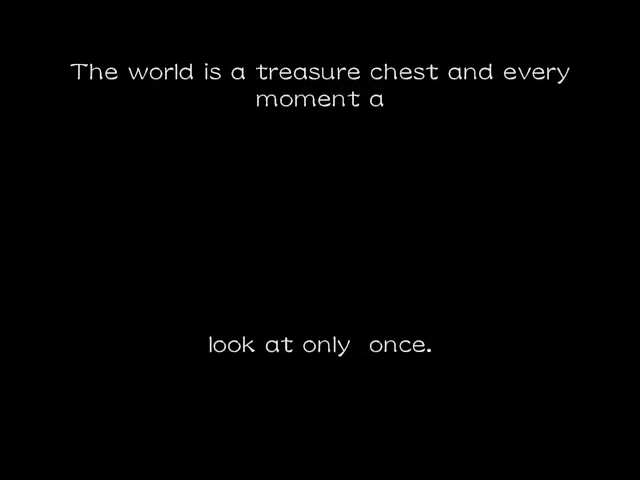 The world is a treasure chest and every
moment a
look at only once.